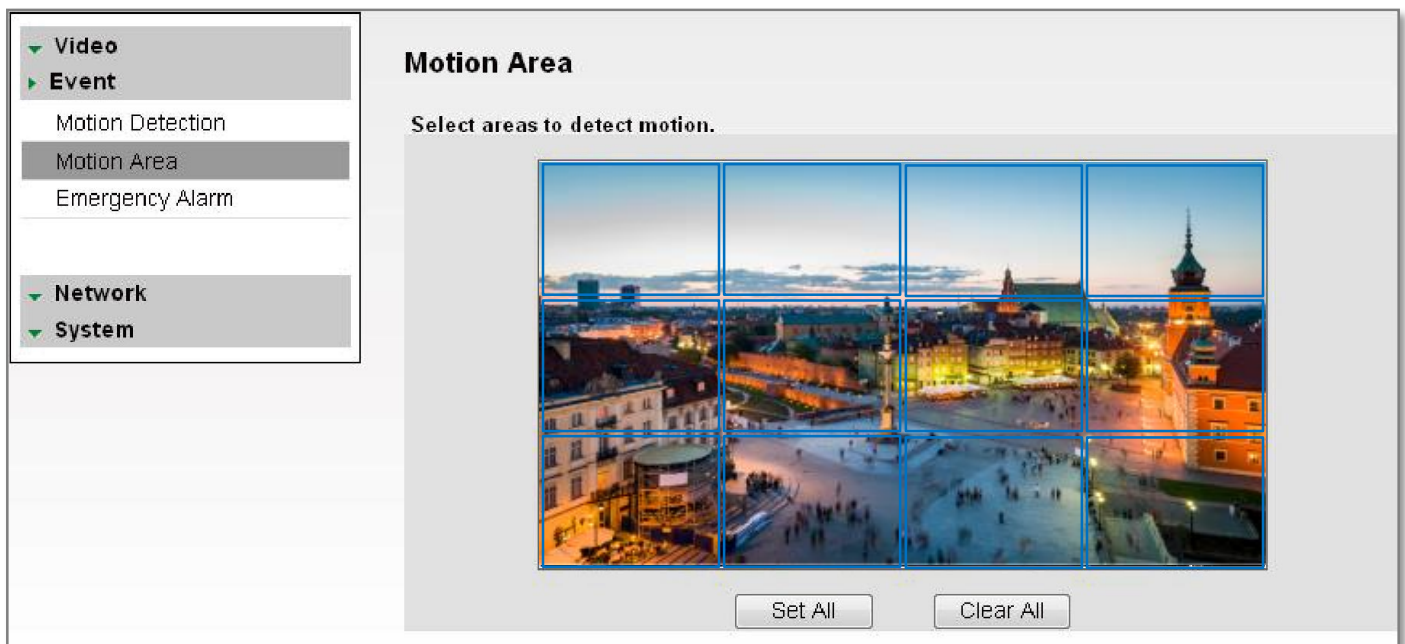 Video
Event
Motion Detection
Motion Area
Emergency Alarm
Network
System
Motion Area
Select areas to detect motion.
Set All
Clear All